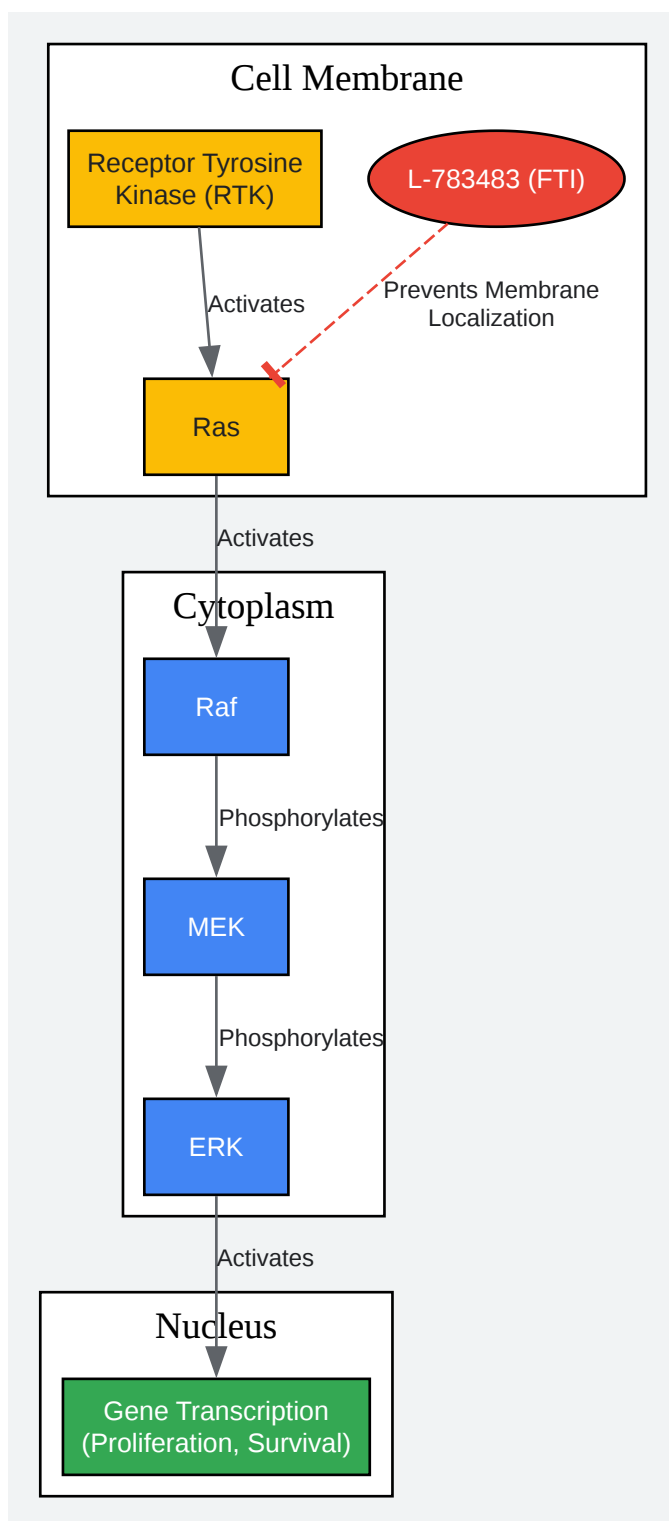 Cell Membrane
Receptor Tyrosine
Kinase (RTK)
L-783483 (FTI)
Activates
Prevents Membrane
Localization
Ras
Activates
Cytoplasm
Raf
Phosphorylates
MEK
Phosphorylates
ERK
Activates
Nucleus
Gene Transcription
(Proliferation, Survival)